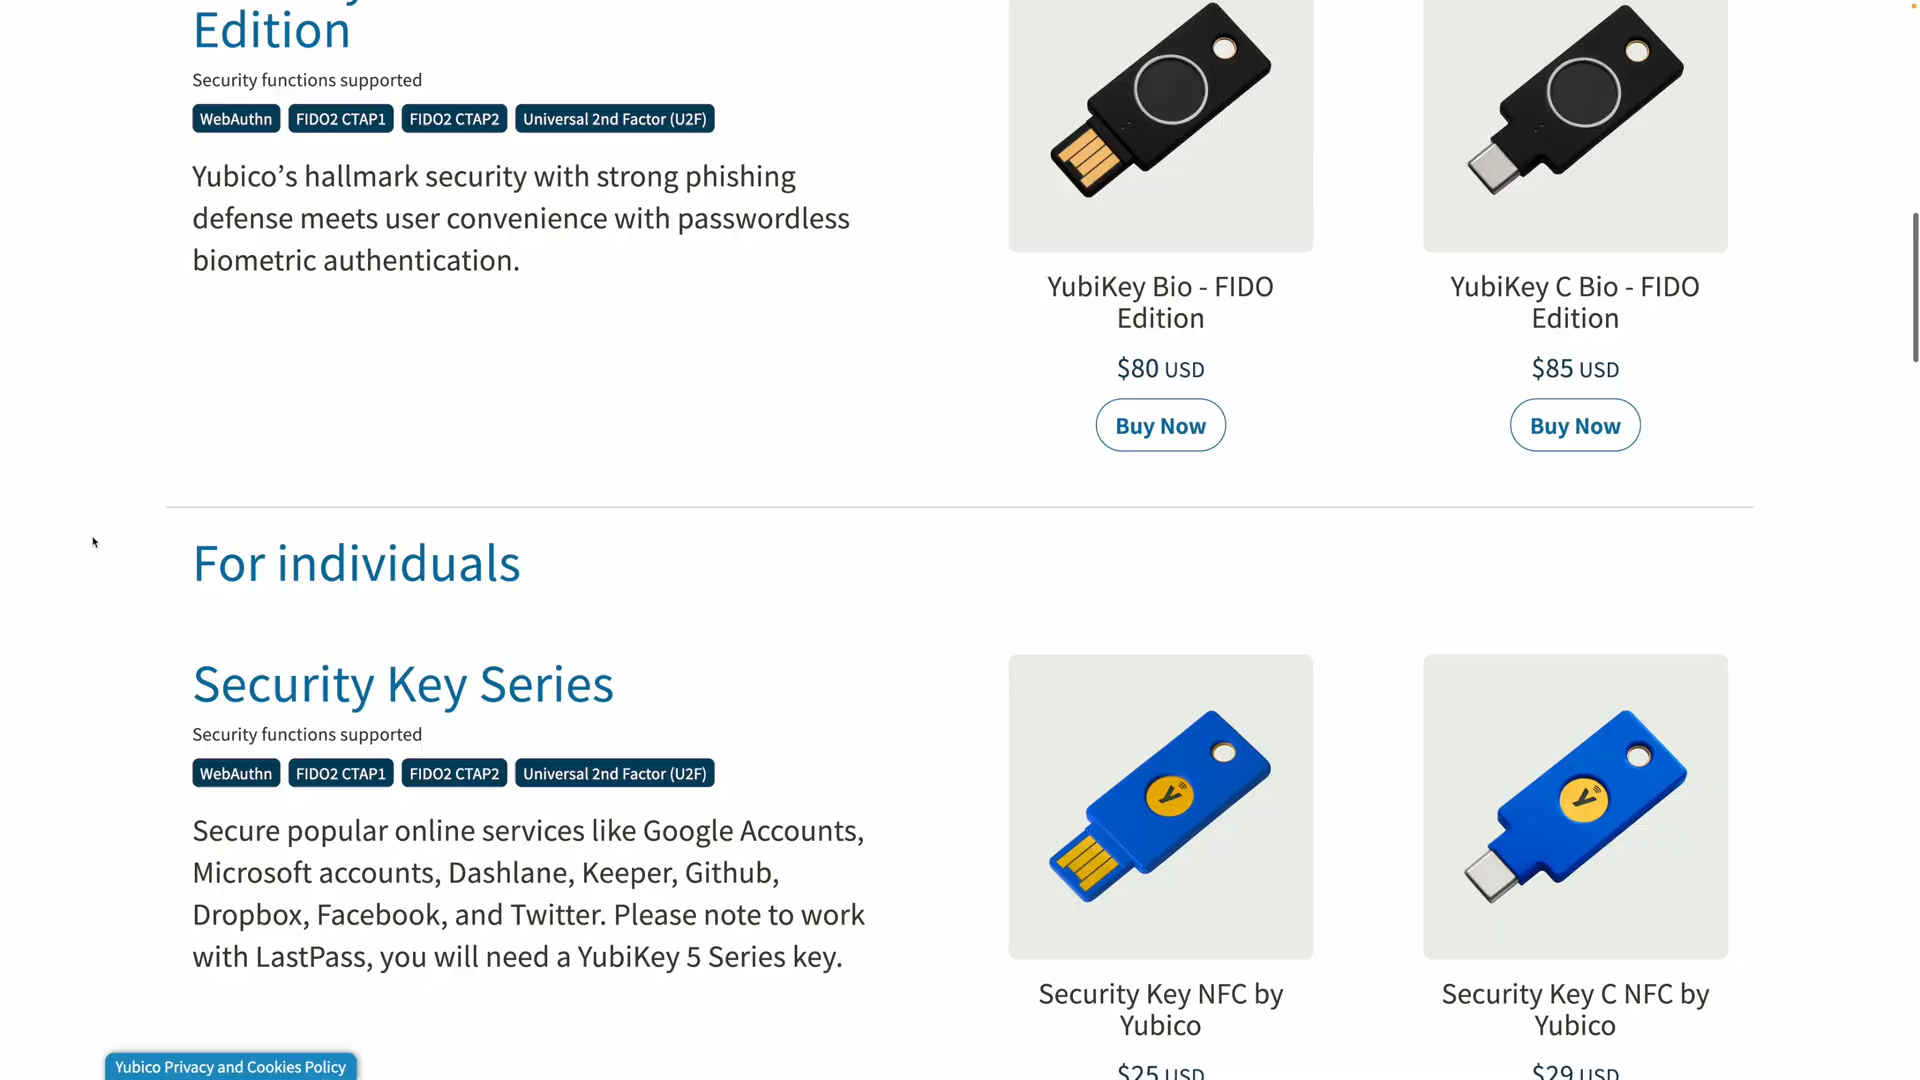 Edition
Security functions supported
WebAuthn FIDO2 CTAP1 FIDO2 CTAP2 Universal 2nd Factor (U2F)
Yubico’s hallmark security with strong phishing
defense meets user convenience with passwordless
biometric authentication.
YubiKey Bio - FIDO
Edition
$80 USD
Buy Now
YubiKey C Bio - FIDO
Edition
$85 USD
Buy Now
For individuals
Security Key Series
Security functions supported
WebAuthn FIDO2 CTAP1 FIDO2 CTAP2 Universal 2nd Factor (U2F)
Secure popular online services like Google Accounts,
Microsoft accounts, Dashlane, Keeper, Github,
Dropbox, Facebook, and Twitter. Please note to work
with LastPass, you will need a YubiKey 5 Series key.
Security Key NFC by
Yubico
$25 USD
Security Key C NFC by
Yubico
$29 USD
Yubico Privacy and Cookies Policy